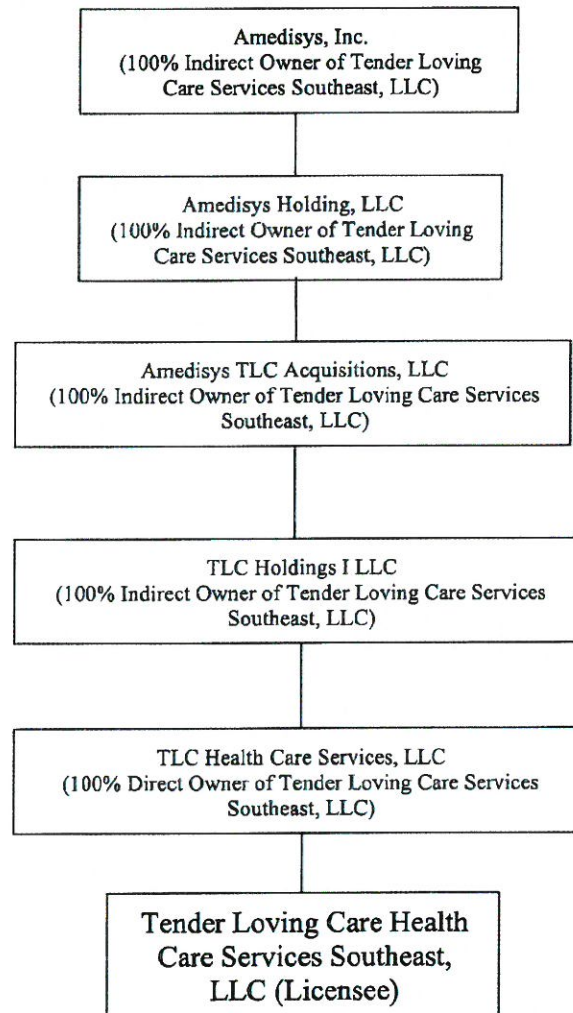 Amedisys, Inc.
(100% Indirect Owner of Tender Loving
Care Services Southeast, LLC)
Amedisys Holding, LLC
(100% Indirect Owner of Tender Loving
Care Services Southeast, LLC)
Amedisys TLC Acquisitions, LLC
(100% Indirect Owner of Tender Loving Care Services
Southeast, LLC)
TLC Holdings I LLC
(100% Indirect Owner of Tender Loving Care Services
Southeast, LLC)
TLC Health Care Services, LLC
(100% Direct Owner of Tender Loving Care Services
Southeast, LLC)
Tender Loving Care Health
Care Services Southeast,
LLC (Licensee)